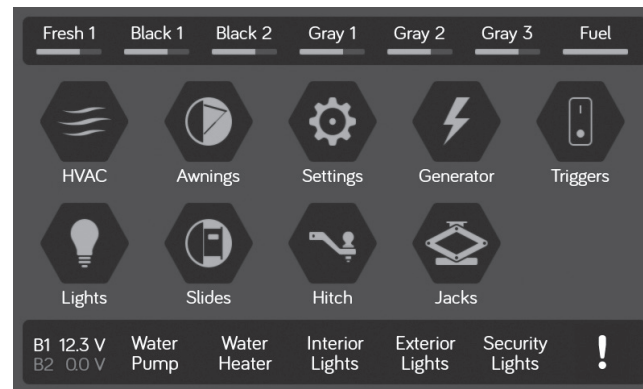 Fresh 1 Black 1 Black 2 Gray 1 Gray 2 Gray 3 Fuel
HVAC Awnings Settings Generator Triggers
Lights Slides Hitch Jacks
B1 12.3 V Water Water Interior Exterior Security
B2 0.0 V Pump Heater Lights Lights Lights !